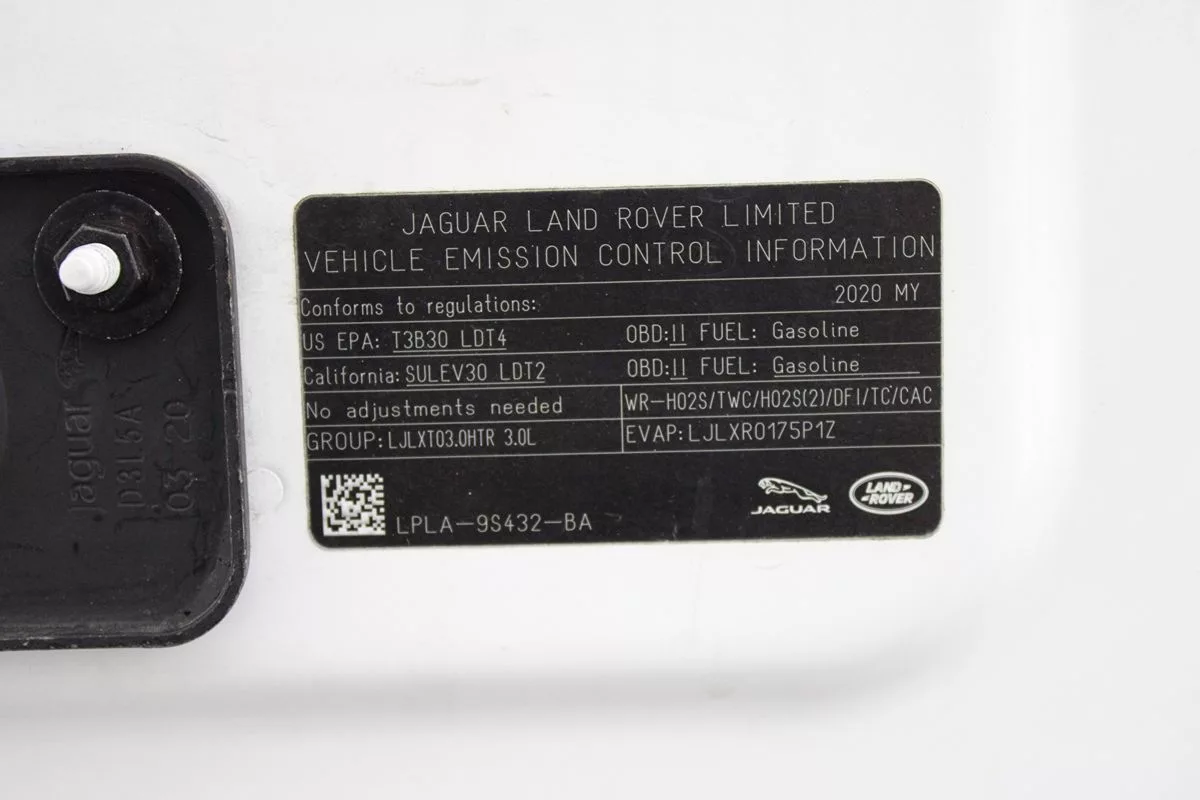 JAGUAR LAND ROVER LIMITED
VEHICLE EMISSION CONTROL INFORMATION
Conforms to regulations: 2020 MY
US EPA: T3B30 LDT4 OBD:II FUEL: Gasoline
California: SULEV30 LDT2 OBD:II FUEL: Gasoline
No adjustments needed WR-HO2S/TWC/HO2S(2)/DFI/TC/CAC
GROUP: LJLXT03.0HTR 3.0L EVAP: LJLXR0175P1Z
LPLA-9S432-BA
JAGUAR
LAND ROVER
Jaguar
D3L5A
03 20